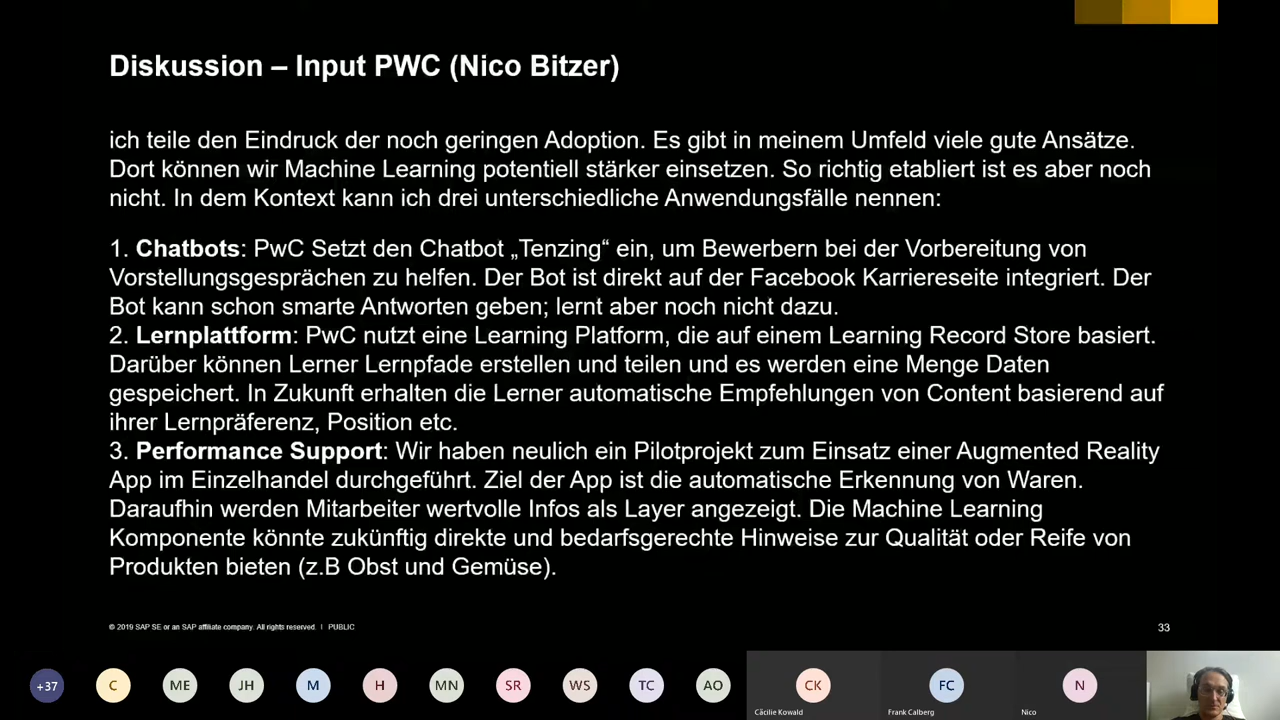 Diskussion – Input PWC (Nico Bitzer)
ich teile den Eindruck der noch geringen Adoption. Es gibt in meinem Umfeld viele gute Ansätze.
Dort können wir Machine Learning potentiell stärker einsetzen. So richtig etabliert ist es aber noch
nicht. In dem Kontext kann ich drei unterschiedliche Anwendungsfälle nennen:
1. Chatbots: PwC Setzt den Chatbot „Tenzing“ ein, um Bewerbern bei der Vorbereitung von
Vorstellungsgesprächen zu helfen. Der Bot ist direkt auf der Facebook Karriereseite integriert. Der
Bot kann schon smarte Antworten geben; lernt aber noch nicht dazu.
2. Lernplattform: PwC nutzt eine Learning Platform, die auf einem Learning Record Store basiert.
Darüber können Lerner Lernpfade erstellen und teilen und es werden eine Menge Daten
gespeichert. In Zukunft erhalten die Lerner automatische Empfehlungen von Content basierend auf
ihrer Lernpräferenz, Position etc.
3. Performance Support: Wir haben neulich ein Pilotprojekt zum Einsatz einer Augmented Reality
App im Einzelhandel durchgeführt. Ziel der App ist die automatische Erkennung von Waren.
Daraufhin werden Mitarbeiter wertvolle Infos als Layer angezeigt. Die Machine Learning
Komponente könnte zukünftig direkte und bedarfsgerechte Hinweise zur Qualität oder Reife von
Produkten bieten (z.B Obst und Gemüse).
© 2019 SAP SE or an SAP affiliate company. All rights reserved. | PUBLIC
33
+37 C ME JH M H MN SR WS TC AO CK FC N
Cäcilie Kowald Frank Calberg Nico